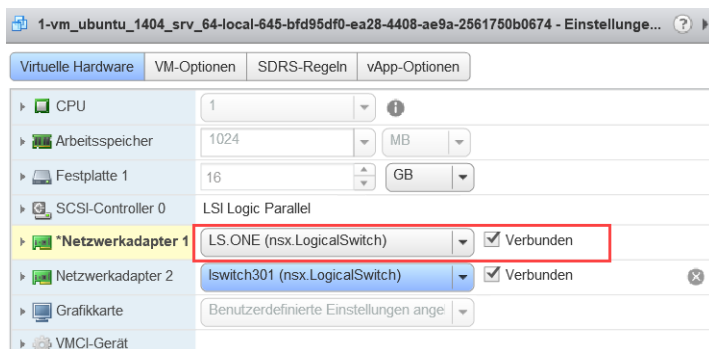 1-vm_ubuntu_1404_srv_64-local-645-bfd95df0-ea28-4408-ae9a-2561750b0674 - Einstellunge... ?
Virtuelle Hardware VM-Optionen SDRS-Regeln vApp-Optionen
CPU 1
Arbeitsspeicher 1024 MB
Festplatte 1 16 GB
SCSI-Controller 0 LSI Logic Parallel
*Netzwerkadapter 1 LS.ONE (nsx.LogicalSwitch) Verbunden
Netzwerkadapter 2 lswitch301 (nsx.LogicalSwitch) Verbunden
Grafikkarte Benutzerdefinierte Einstellungen ange
VMCI-Gerät